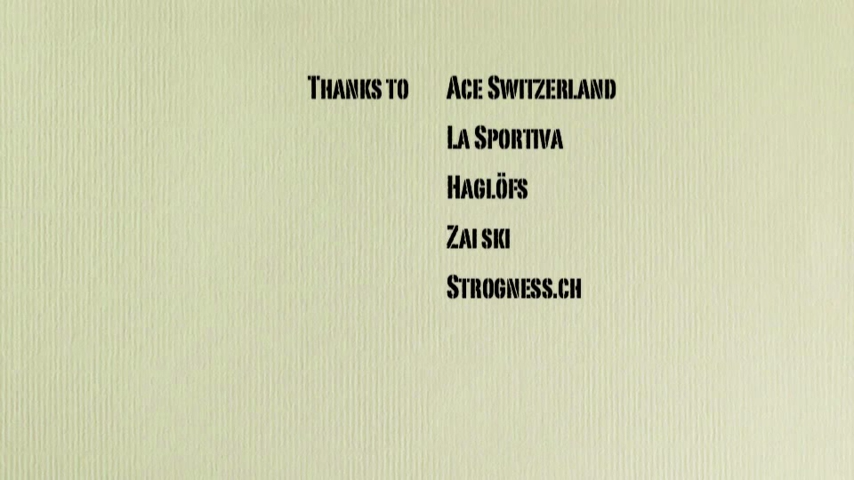 Thanks to Ace Switzerland
La Sportiva
Haglöfs
Zai ski
Strogness.ch